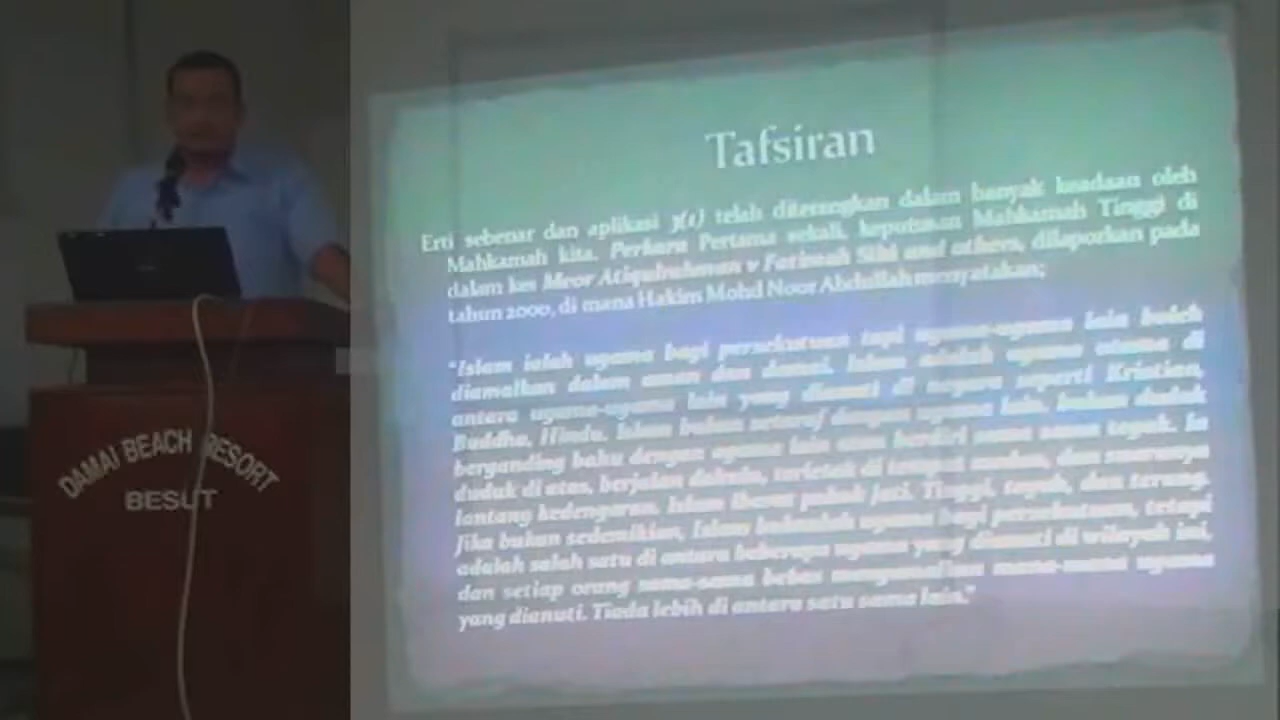 Tafsiran
Erti sebenar dan aplikasi 3(1) telah diterangkan dalam banyak keadaan oleh
Mahkamah kita. Perkara Pertama sekali, keputusan Mahkamah Tinggi di
dalam kes Meor Atiqulrahman v Fatimah Sihi and others, dilaporkan pada
tahun 2000, di mana Hakim Mohd Noor Abdullah menyatakan;
"Islam ialah ugama bagi persekutuan tapi ugama-ugama lain boleh
diamalkan dalam aman dan damai. Islam adalah ugama utama di
antara ugama-ugama lain yang dianuti di negara seperti Kristian,
Buddha, Hindu. Islam bukan setaraf dengan ugama lain, bukan duduk
berganding bahu dengan ugama lain atau berdiri sama sama tegak. Ia
duduk di atas, berjalan dahulu, terletak di tempat medan, dan suaranya
lantang kedengaran. Islam ibarat pokok jati. Tinggi, teguh, dan terang.
Jika bukan sedemikian, Islam bukanlah ugama bagi persekutuan, tetapi
adalah salah satu di antara beberapa ugama yang dianuti di wilayah ini,
dan setiap orang sama-sama bebas mengamalkan mana-mana ugama
yang dianuti. Tiada lebih di antara satu sama lain."
DAMAI BEACH RESORT
BESUT